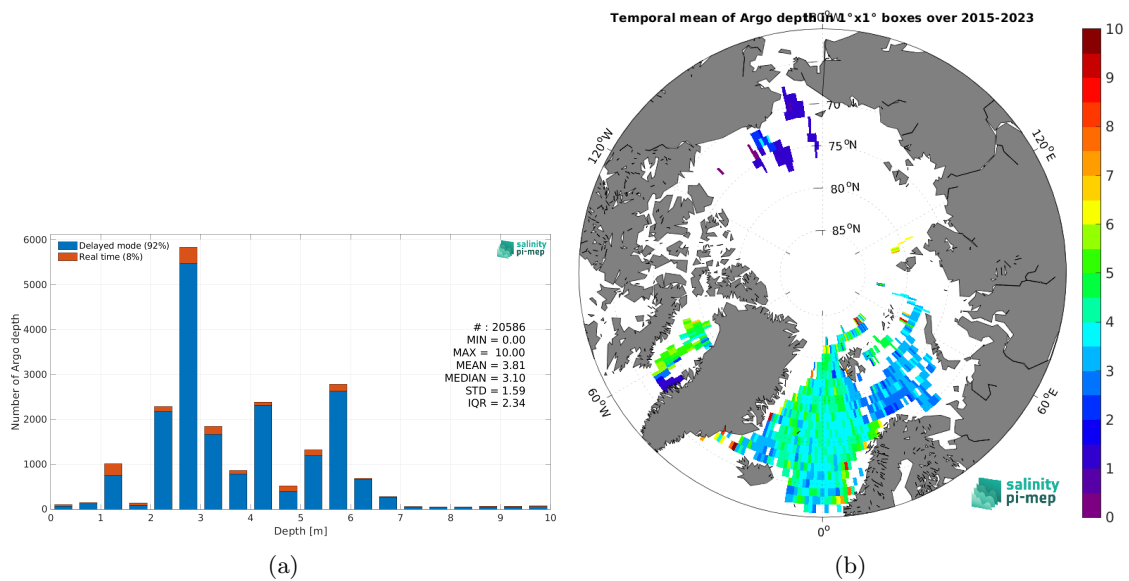 Delayed mode (92%)
Real time (8%)
salinity
pi-mep
6000
5000
4000
3000
2000
1000
0
Number of Argo depth
# : 20586
MIN = 0.00
MAX = 10.00
MEAN = 3.81
MEDIAN = 3.10
STD = 1.59
IQR = 2.34
0 1 2 3 4 5 6 7 8 9 10
Depth [m]
(a)
Temporal mean of Argo depth in 1°x1° boxes over 2015-2023
180°W
120°W
120°E
70
75°N
80°N
85°N
60°W
60°E
0°
salinity
pi-mep
10
9
8
7
6
5
4
3
2
1
0
(b)